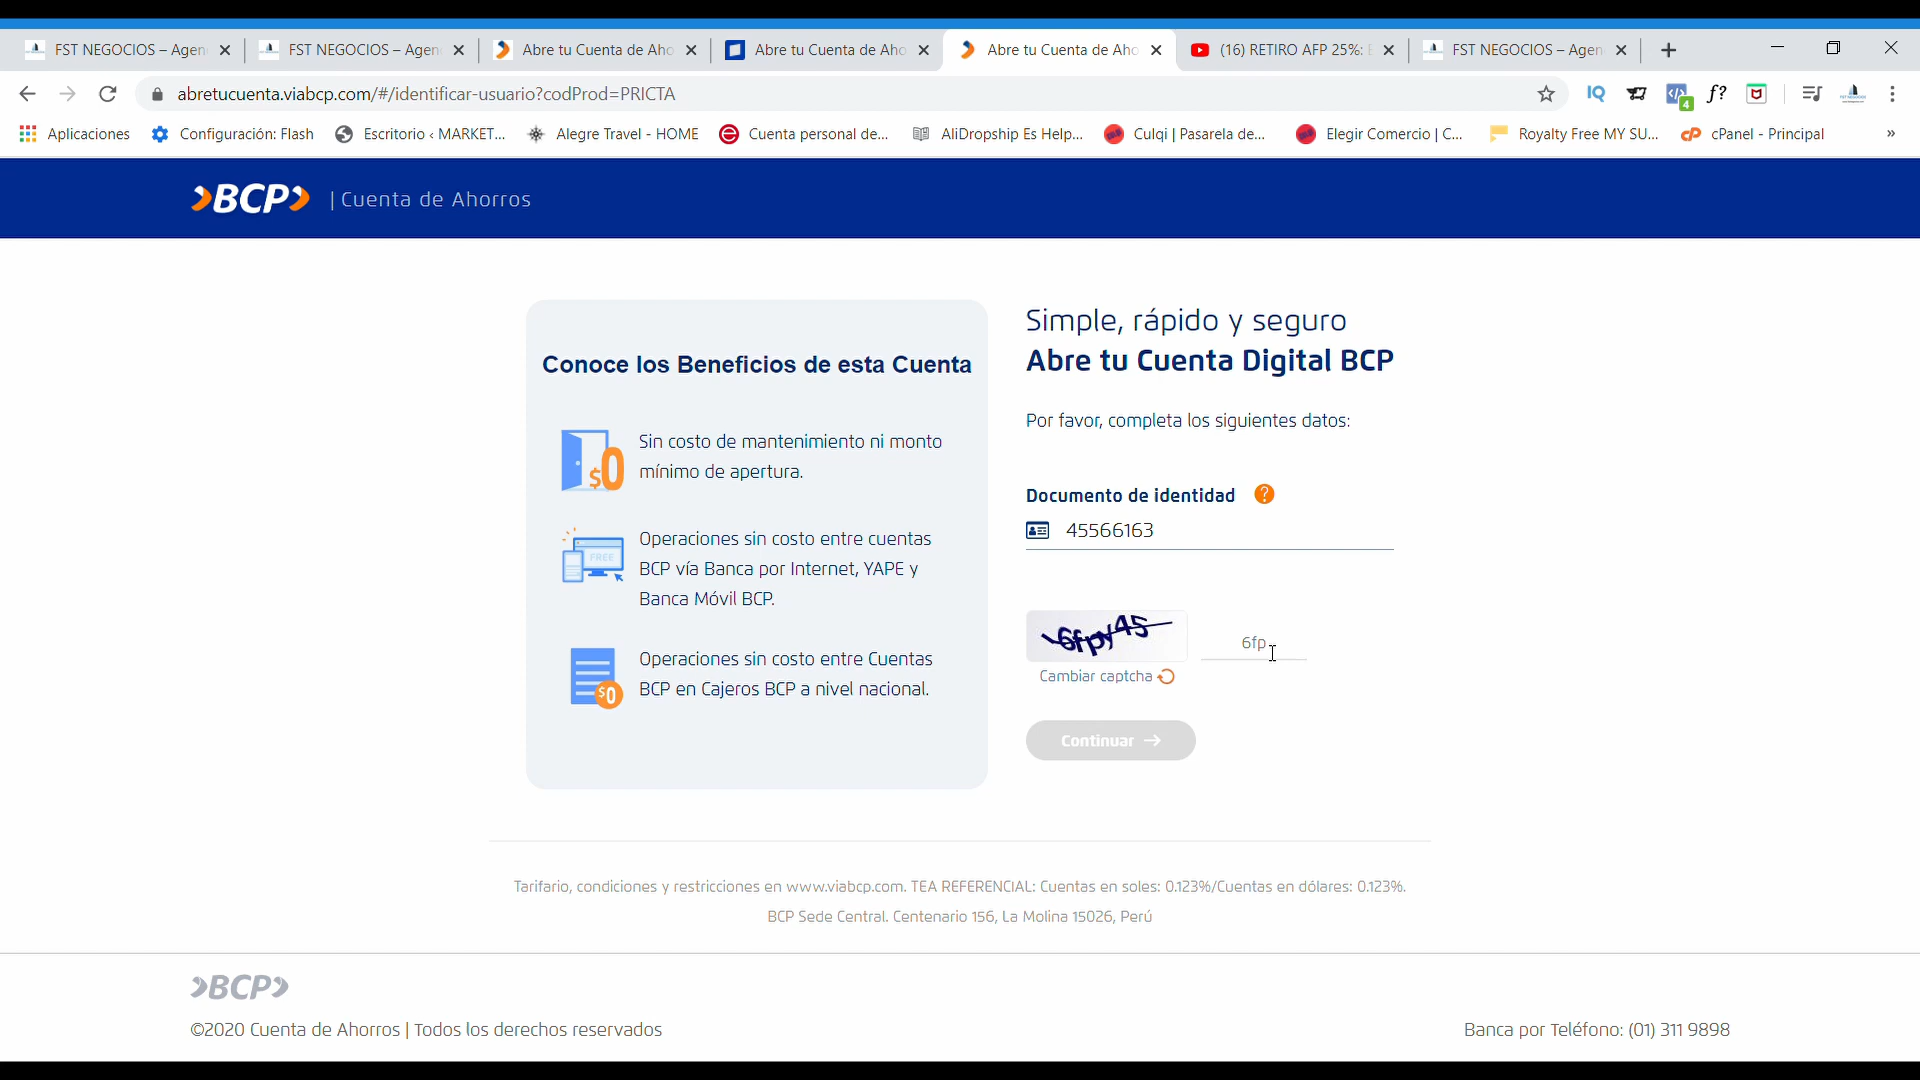 FST NEGOCIOS – Agen
FST NEGOCIOS – Agen
Abre tu Cuenta de Aho
Abre tu Cuenta de Aho
Abre tu Cuenta de Aho
(16) RETIRO AFP 25%:
FST NEGOCIOS – Agen
abretucuenta.viabcp.com/#/identificar-usuario?codProd=PRICTA
IQ
4
f?
Aplicaciones
Configuración: Flash
Escritorio ‹ MARKET...
Alegre Travel - HOME
Cuenta personal de...
AliDropship Es Help...
Culqi | Pasarela de...
Elegir Comercio | C...
Royalty Free MY SU...
cPanel - Principal
»
BCP | Cuenta de Ahorros
Conoce los Beneficios de esta Cuenta
$0
Sin costo de mantenimiento ni monto
mínimo de apertura.
FREE
Operaciones sin costo entre cuentas
BCP vía Banca por Internet, YAPE y
Banca Móvil BCP.
$0
Operaciones sin costo entre Cuentas
BCP en Cajeros BCP a nivel nacional.
Simple, rápido y seguro
Abre tu Cuenta Digital BCP
Por favor, completa los siguientes datos:
Documento de identidad ?
45566163
6fpy45
6fp
Cambiar captcha
Continuar →
Tarifario, condiciones y restricciones en www.viabcp.com. TEA REFERENCIAL: Cuentas en soles: 0.123%/Cuentas en dólares: 0.123%.
BCP Sede Central. Centenario 156, La Molina 15026, Perú
BCP
©2020 Cuenta de Ahorros | Todos los derechos reservados
Banca por Teléfono: (01) 311 9898